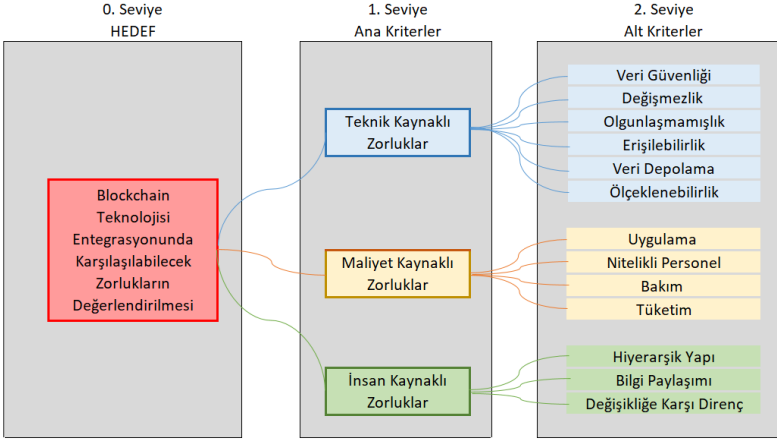 0. Seviye
HEDEF
1. Seviye
Ana Kriterler
2. Seviye
Alt Kriterler
Blockchain
Teknolojisi
Entegrasyonunda
Karşılaşılabilecek
Zorlukların
Değerlendirilmesi
Teknik Kaynaklı
Zorluklar
Maliyet Kaynaklı
Zorluklar
İnsan Kaynaklı
Zorluklar
Veri Güvenliği
Değişmezlik
Olgunlaşmamışlık
Erişilebilirlik
Veri Depolama
Ölçeklenebilirlik
Uygulama
Nitelikli Personel
Bakım
Tüketim
Hiyerarşik Yapı
Bilgi Paylaşımı
Değişikliğe Karşı Direnç